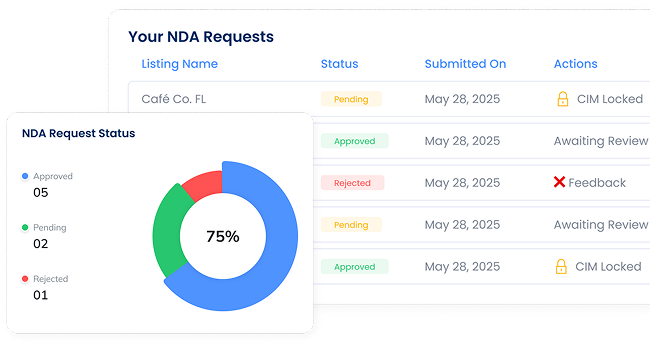 Your NDA Requests
Listing Name Status Submitted On Actions
Café Co. FL Pending May 28, 2025 CIM Locked
Approved May 28, 2025 Awaiting Review
Rejected May 28, 2025 Feedback
Pending May 28, 2025 Awaiting Review
Approved May 28, 2025 CIM Locked
NDA Request Status
Approved
05
Pending
02
Rejected
01
75%